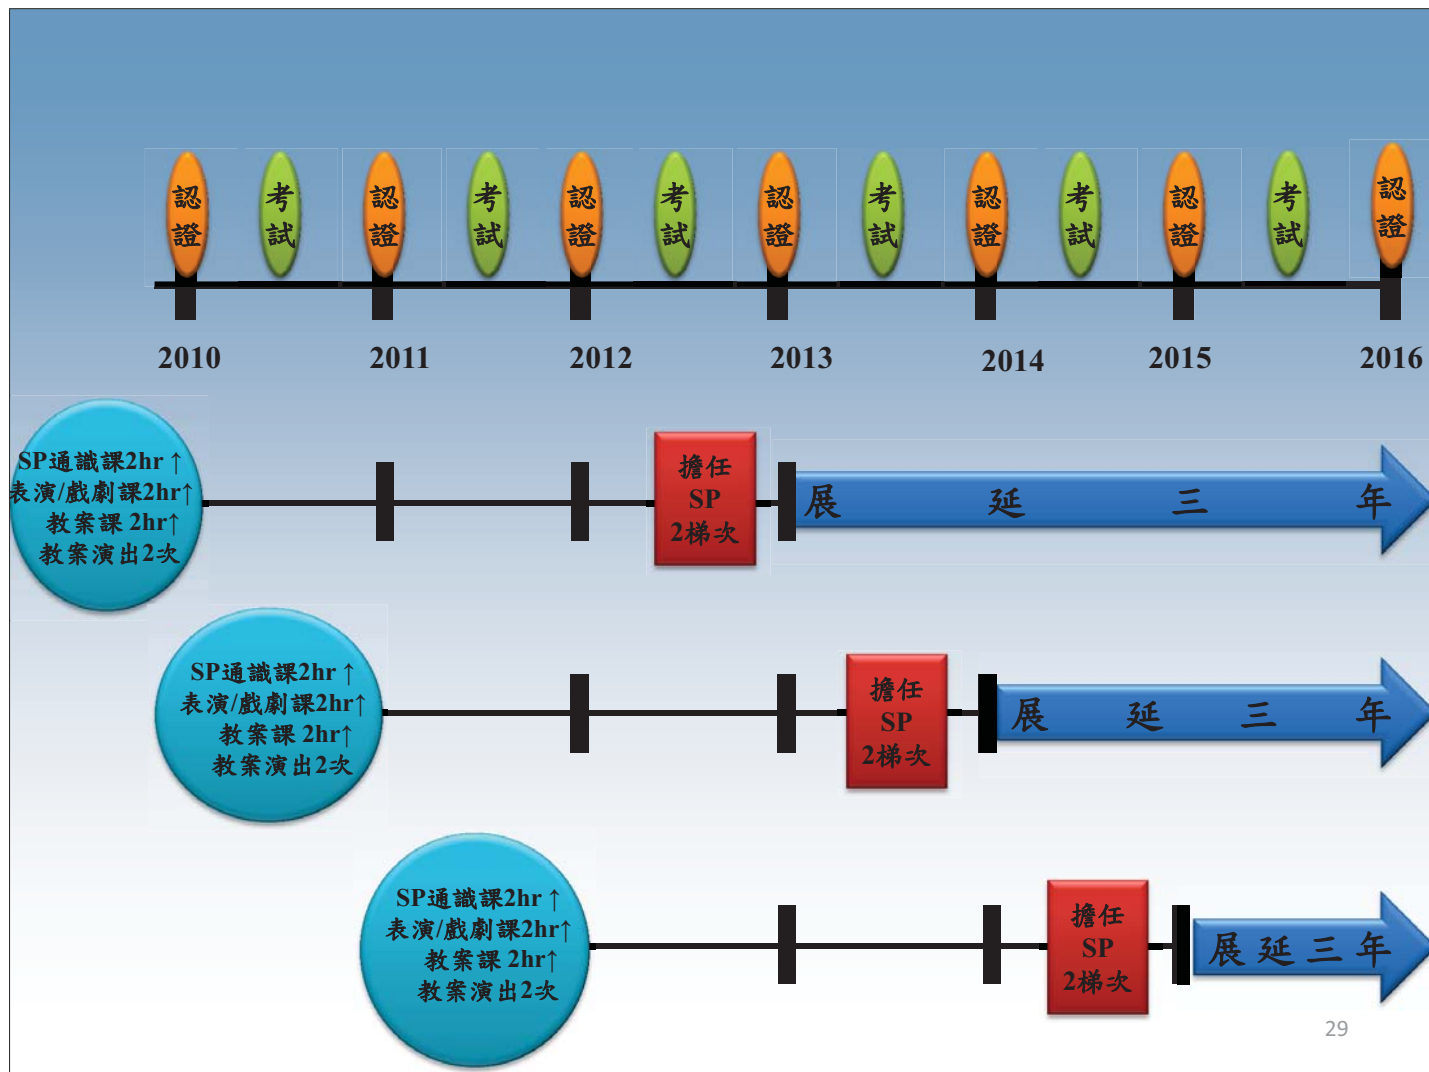 認證
考試
認證
考試
認證
考試
認證
考試
認證
考試
認證
考試
認證
2010
2011
2012
2013
2014
2015
2016
SP通識課2hr ↑
表演/戲劇課2hr↑
教案課 2hr↑
教案演出2次
擔任
SP
2梯次
展延三年
SP通識課2hr ↑
表演/戲劇課2hr↑
教案課 2hr↑
教案演出2次
擔任
SP
2梯次
展延三年
SP通識課2hr ↑
表演/戲劇課2hr↑
教案課 2hr↑
教案演出2次
擔任
SP
2梯次
展延三年
29